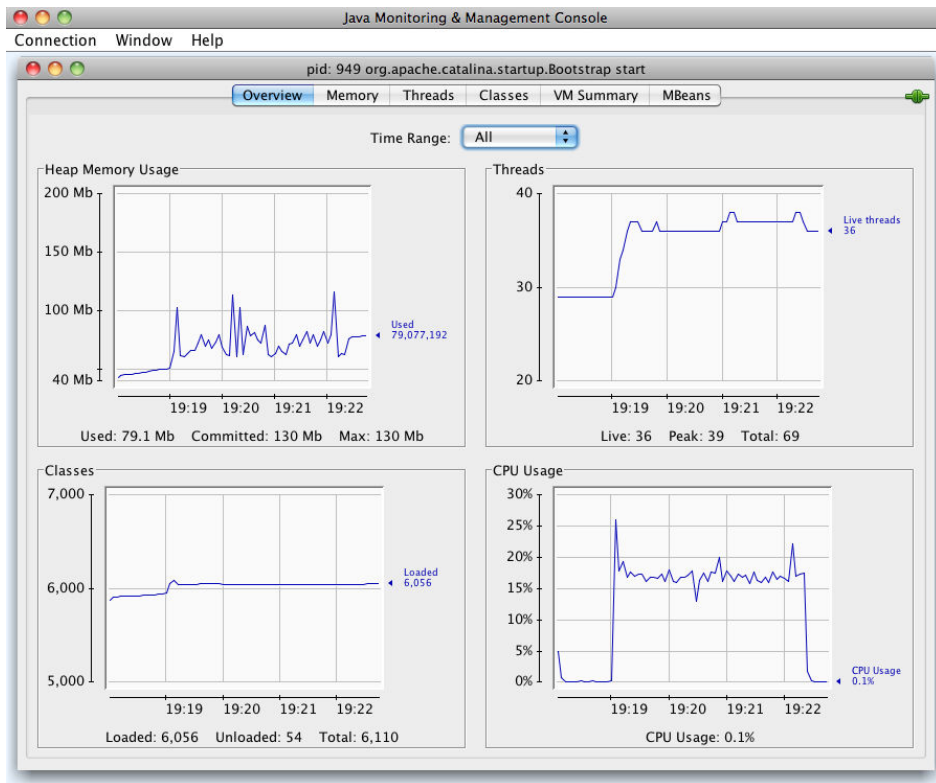 Java Monitoring & Management Console
Connection Window Help
pid: 949 org.apache.catalina.startup.Bootstrap start
Overview Memory Threads Classes VM Summary MBeans
Time Range: All
Heap Memory Usage
200 Mb
150 Mb
100 Mb
40 Mb
Used
79,077,192
19:19 19:20 19:21 19:22
Used: 79.1 Mb Committed: 130 Mb Max: 130 Mb
Threads
40
30
20
Live threads
36
19:19 19:20 19:21 19:22
Live: 36 Peak: 39 Total: 69
Classes
7,000
6,000
5,000
Loaded
6,056
19:19 19:20 19:21 19:22
Loaded: 6,056 Unloaded: 54 Total: 6,110
CPU Usage
30%
25%
20%
15%
10%
5%
0%
CPU Usage
0.1%
19:19 19:20 19:21 19:22
CPU Usage: 0.1%